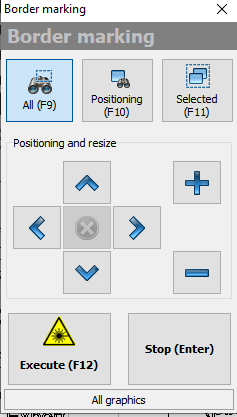 Border marking
Border marking
All (F9)
Positioning
(F10)
Selected
(F11)
Positioning and resize
Execute (F12)
Stop (Enter)
All graphics